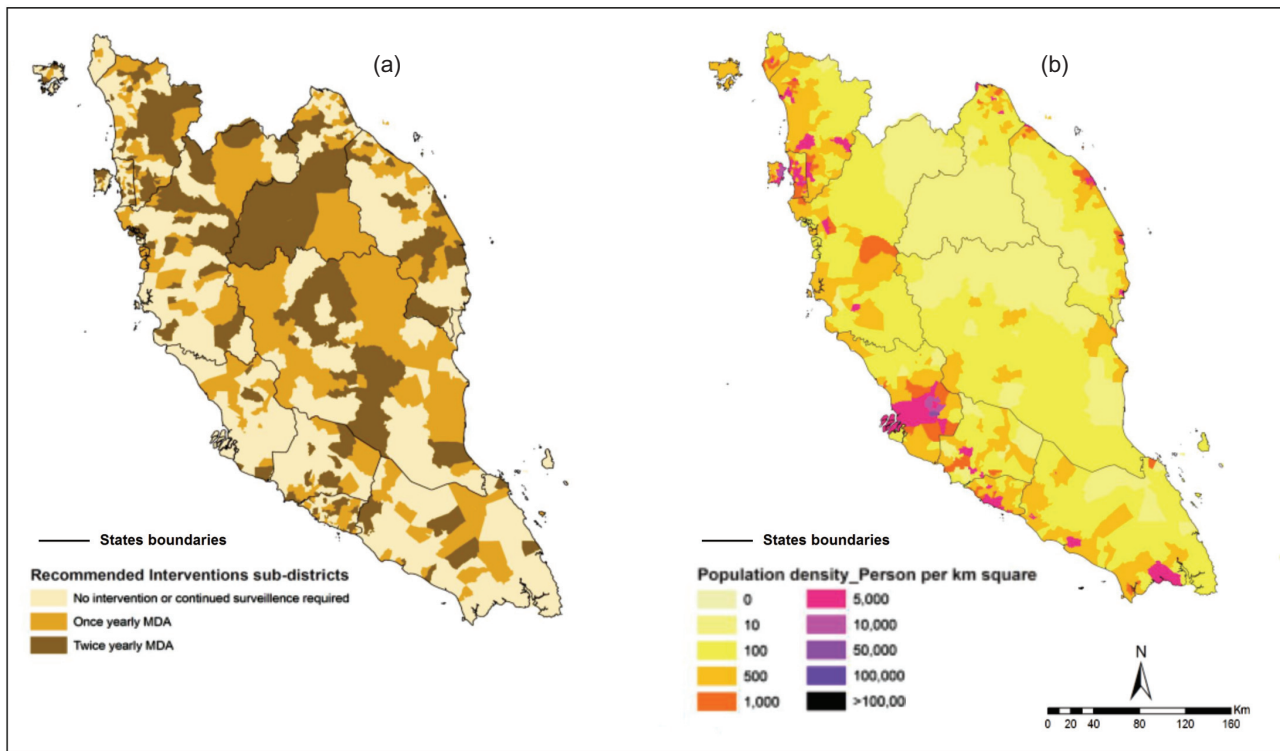 (a)
States boundaries
Recommended Interventions sub-districts
No intervention or continued surveillence required
Once yearly MDA
Twice yearly MDA
(b)
States boundaries
Population density_Person per km square
0
10
100
500
1,000
5,000
10,000
50,000
100,000
>100,00
N
Km
0 20 40 80 120 160